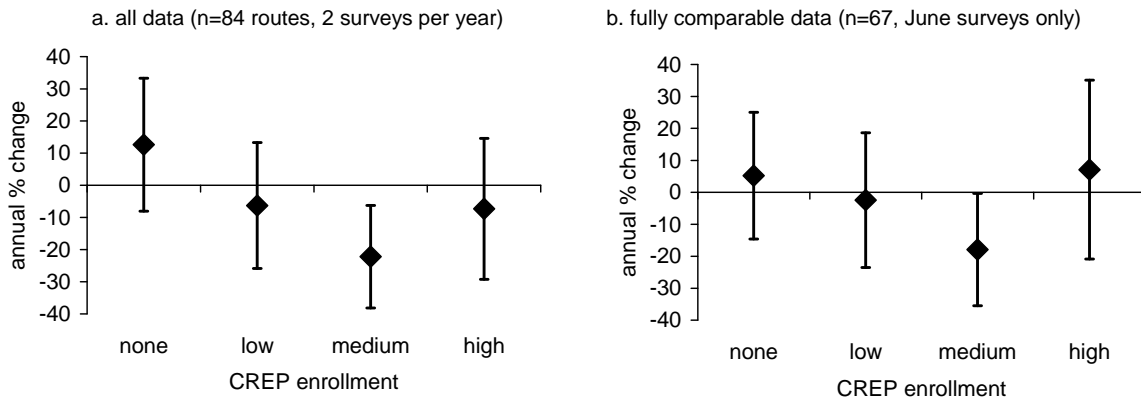 a. all data (n=84 routes, 2 surveys per year)
annual % change
40
30
20
10
0
-10
-20
-30
-40
none low medium high
CREP enrollment
b. fully comparable data (n=67, June surveys only)
annual % change
40
30
20
10
0
-10
-20
-30
-40
none low medium high
CREP enrollment